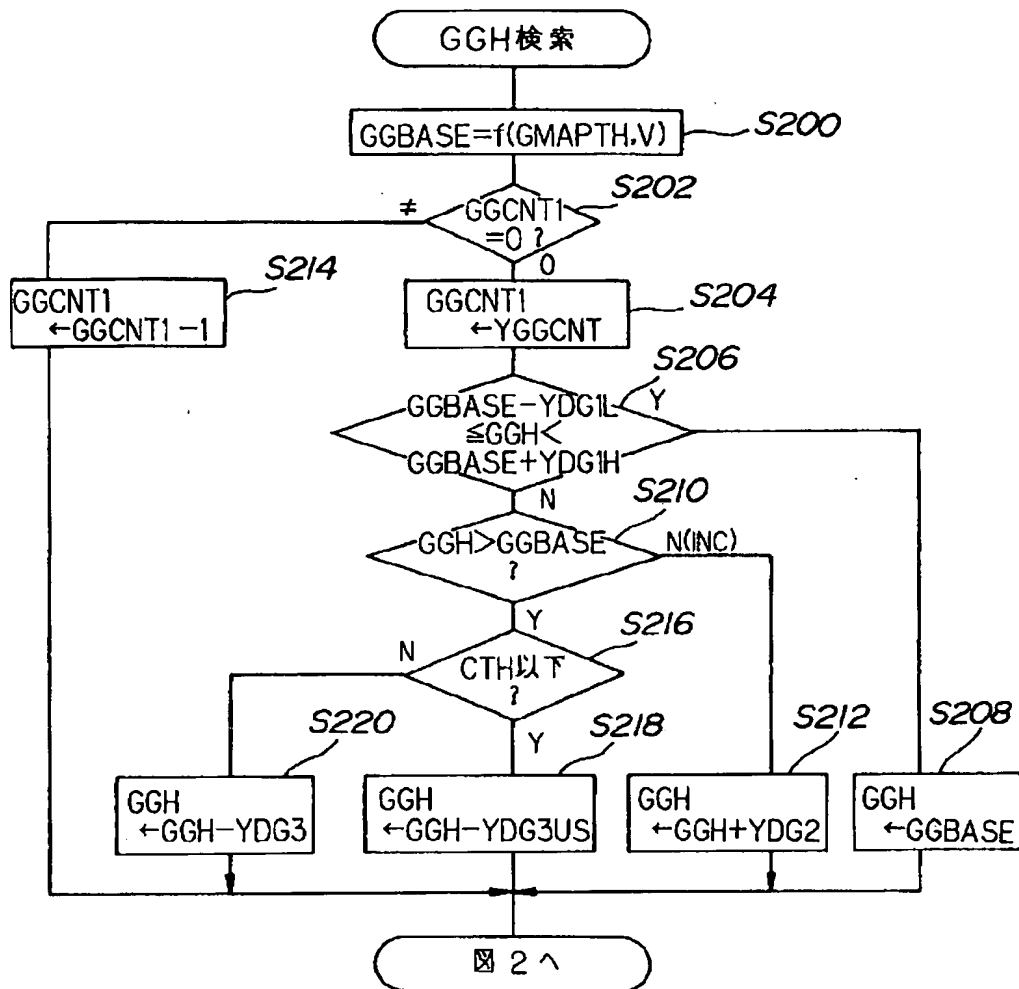 GGH検索
GGBASE=f(GMAPTH,V)
S200
S202
≠
GGCNT1
=0?
0
S214
GGCNT1
←GGCNT1-1
S204
GGCNT1
←YGGCNT
S206
GGBASE-YDG1L
≦GGH<
GGBASE+YDG1H
Y
N
S210
GGH>GGBASE
?
N(INC)
Y
S216
CTH以下
?
N
Y
S220
GGH
←GGH-YDG3
S218
GGH
←GGH-YDG3US
S212
GGH
←GGH+YDG2
S208
GGH
←GGBASE
図2へ